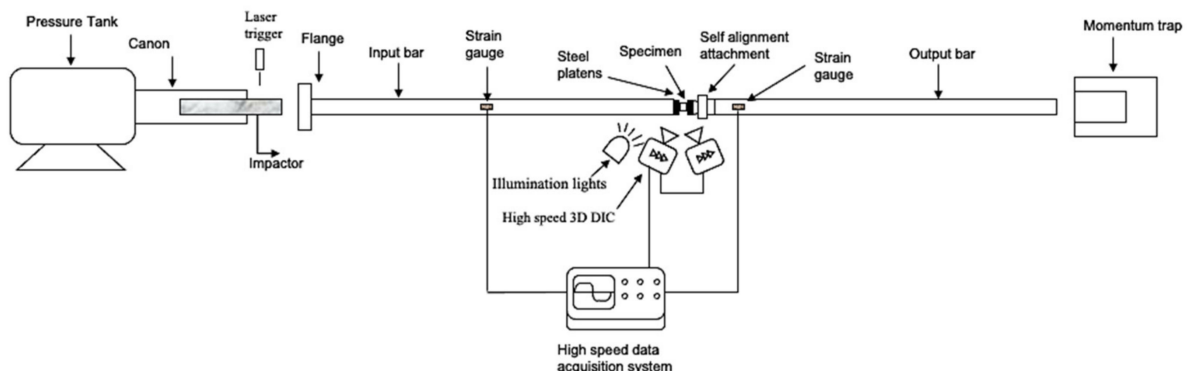 Pressure Tank
Canon
Laser
trigger
Flange
Input bar
Strain
gauge
Steel
platens
Specimen
Self alignment
attachment
Strain
gauge
Output bar
Momentum trap
Impactor
Illumination lights
High speed 3D DIC
High speed data
acquisition system